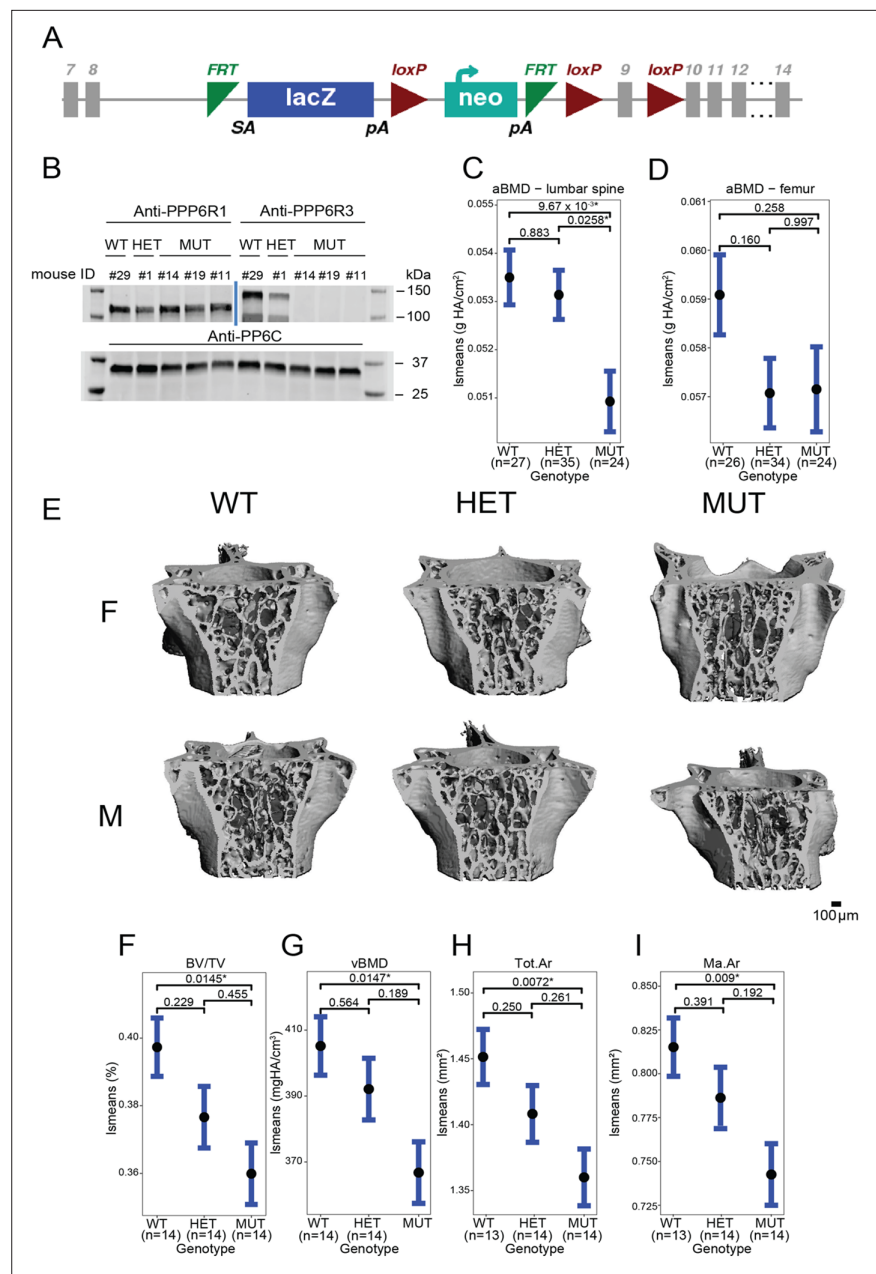 A
7 8 FRT loxP FRT loxP loxP 9 10 11 12 14
lacZ neo
SA pA pA
B
Anti-PPP6R1 Anti-PPP6R3
WT HET MUT WT HET MUT
mouse ID #29 #1 #14 #19 #11 #29 #1 #14 #19 #11 kDa
– 150
– 100
Anti-PP6C
– 37
25
C
aBMD – lumbar spine
9.67 x 10⁻³*
0.0258*
0.883
0.055
0.054
0.053
0.052
0.051
lsmeans (g HA/cm²)
WT HET MUT
(n=27) (n=35) (n=24)
Genotype
D
aBMD – femur
0.258
0.997
0.160
0.061
0.060
0.059
0.058
0.057
lsmeans (g HA/cm²)
WT HET MUT
(n=26) (n=34) (n=24)
Genotype
E
WT HET MUT
F
M
100 µm
F
BV/TV
0.0145*
0.455
0.229
0.40
0.38
0.36
lsmeans (%)
WT HET MUT
(n=14) (n=14) (n=14)
Genotype
G
vBMD
0.0147*
0.189
0.564
410
390
370
lsmeans (mgHA/cm³)
WT HET MUT
(n=14) (n=14)
Genotype
H
Tot.Ar
0.0072*
0.250 0.261
1.50
1.45
1.40
1.35
lsmeans (mm²)
WT HET MUT
(n=13) (n=14) (n=14)
Genotype
I
Ma.Ar
0.009*
0.192
0.391
0.850
0.825
0.800
0.775
0.750
0.725
lsmeans (mm²)
WT HET MUT
(n=13) (n=14) (n=14)
Genotype